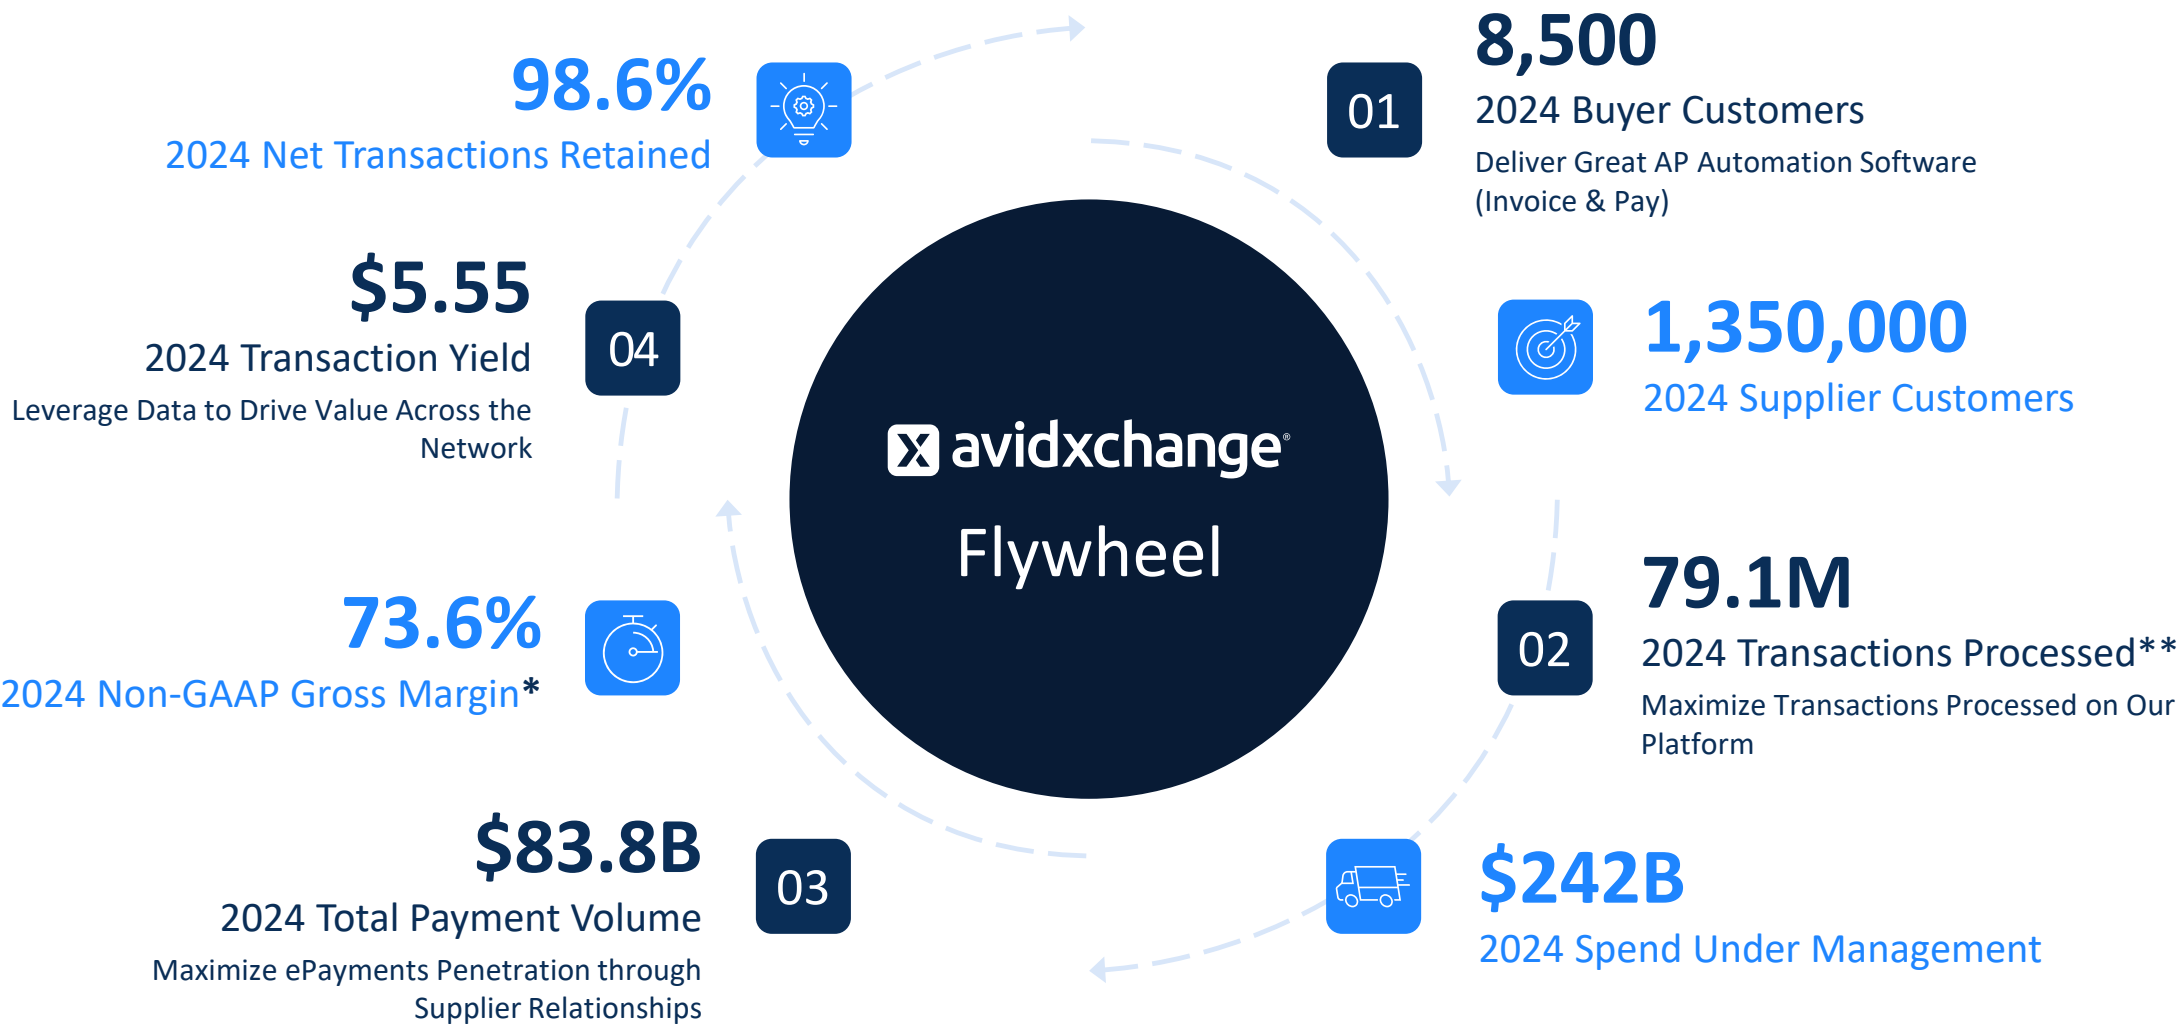 8,500
01
2024 Buyer Customers
Deliver Great AP Automation Software
(Invoice & Pay)
1,350,000
2024 Supplier Customers
79.1M
02
2024 Transactions Processed**
Maximize Transactions Processed on Our
Platform
$242B
2024 Spend Under Management
$83.8B
03
2024 Total Payment Volume
Maximize ePayments Penetration through
Supplier Relationships
73.6%
2024 Non-GAAP Gross Margin*
$5.55
04
2024 Transaction Yield
Leverage Data to Drive Value Across the
Network
98.6%
2024 Net Transactions Retained
X avidxchange®
Flywheel